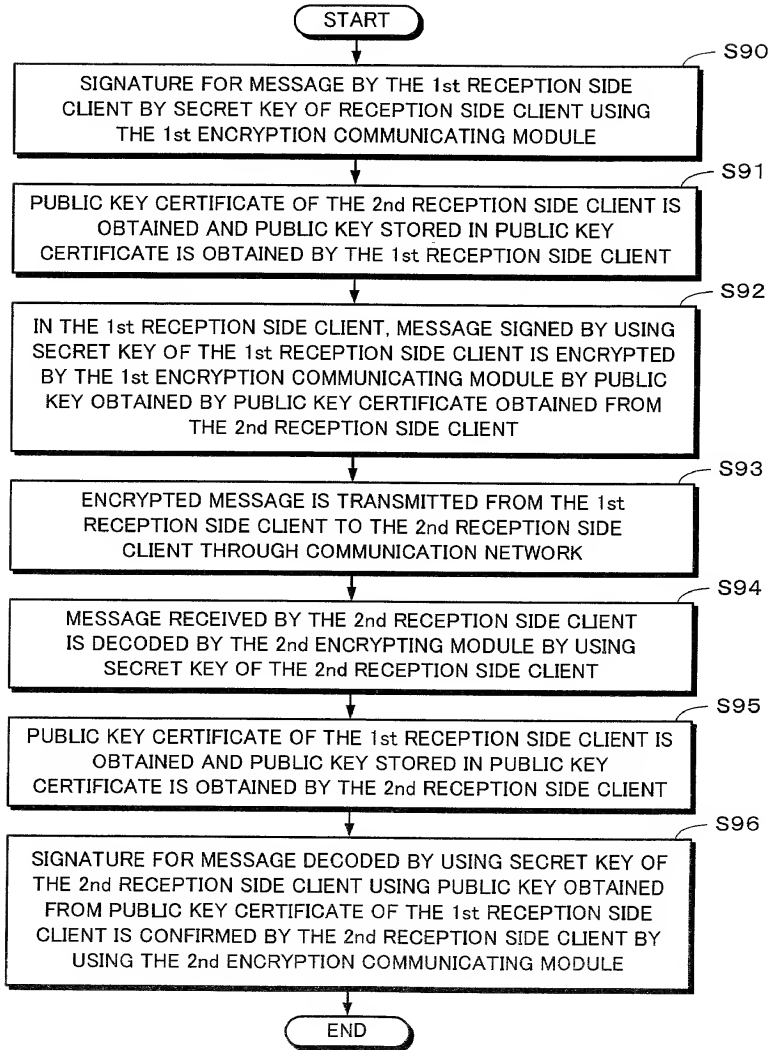 START
S90
SIGNATURE FOR MESSAGE BY THE 1st RECEPTION SIDE
CLIENT BY SECRET KEY OF RECEPTION SIDE CLIENT USING
THE 1st ENCRYPTION COMMUNICATING MODULE
S91
PUBLIC KEY CERTIFICATE OF THE 2nd RECEPTION SIDE CLIENT IS
OBTAINED AND PUBLIC KEY STORED IN PUBLIC KEY
CERTIFICATE IS OBTAINED BY THE 1st RECEPTION SIDE CLIENT
S92
IN THE 1st RECEPTION SIDE CLIENT, MESSAGE SIGNED BY USING
SECRET KEY OF THE 1st RECEPTION SIDE CLIENT IS ENCRYPTED
BY THE 1st ENCRYPTION COMMUNICATING MODULE BY PUBLIC
KEY OBTAINED BY PUBLIC KEY CERTIFICATE OBTAINED FROM
THE 2nd RECEPTION SIDE CLIENT
S93
ENCRYPTED MESSAGE IS TRANSMITTED FROM THE 1st
RECEPTION SIDE CLIENT TO THE 2nd RECEPTION SIDE
CLIENT THROUGH COMMUNICATION NETWORK
S94
MESSAGE RECEIVED BY THE 2nd RECEPTION SIDE CLIENT
IS DECODED BY THE 2nd ENCRYPTING MODULE BY USING
SECRET KEY OF THE 2nd RECEPTION SIDE CLIENT
S95
PUBLIC KEY CERTIFICATE OF THE 1st RECEPTION SIDE CLIENT IS
OBTAINED AND PUBLIC KEY STORED IN PUBLIC KEY
CERTIFICATE IS OBTAINED BY THE 2nd RECEPTION SIDE CLIENT
S96
SIGNATURE FOR MESSAGE DECODED BY USING SECRET KEY OF
THE 2nd RECEPTION SIDE CLIENT USING PUBLIC KEY OBTAINED
FROM PUBLIC KEY CERTIFICATE OF THE 1st RECEPTION SIDE
CLIENT IS CONFIRMED BY THE 2nd RECEPTION SIDE CLIENT BY
USING THE 2nd ENCRYPTION COMMUNICATING MODULE
END